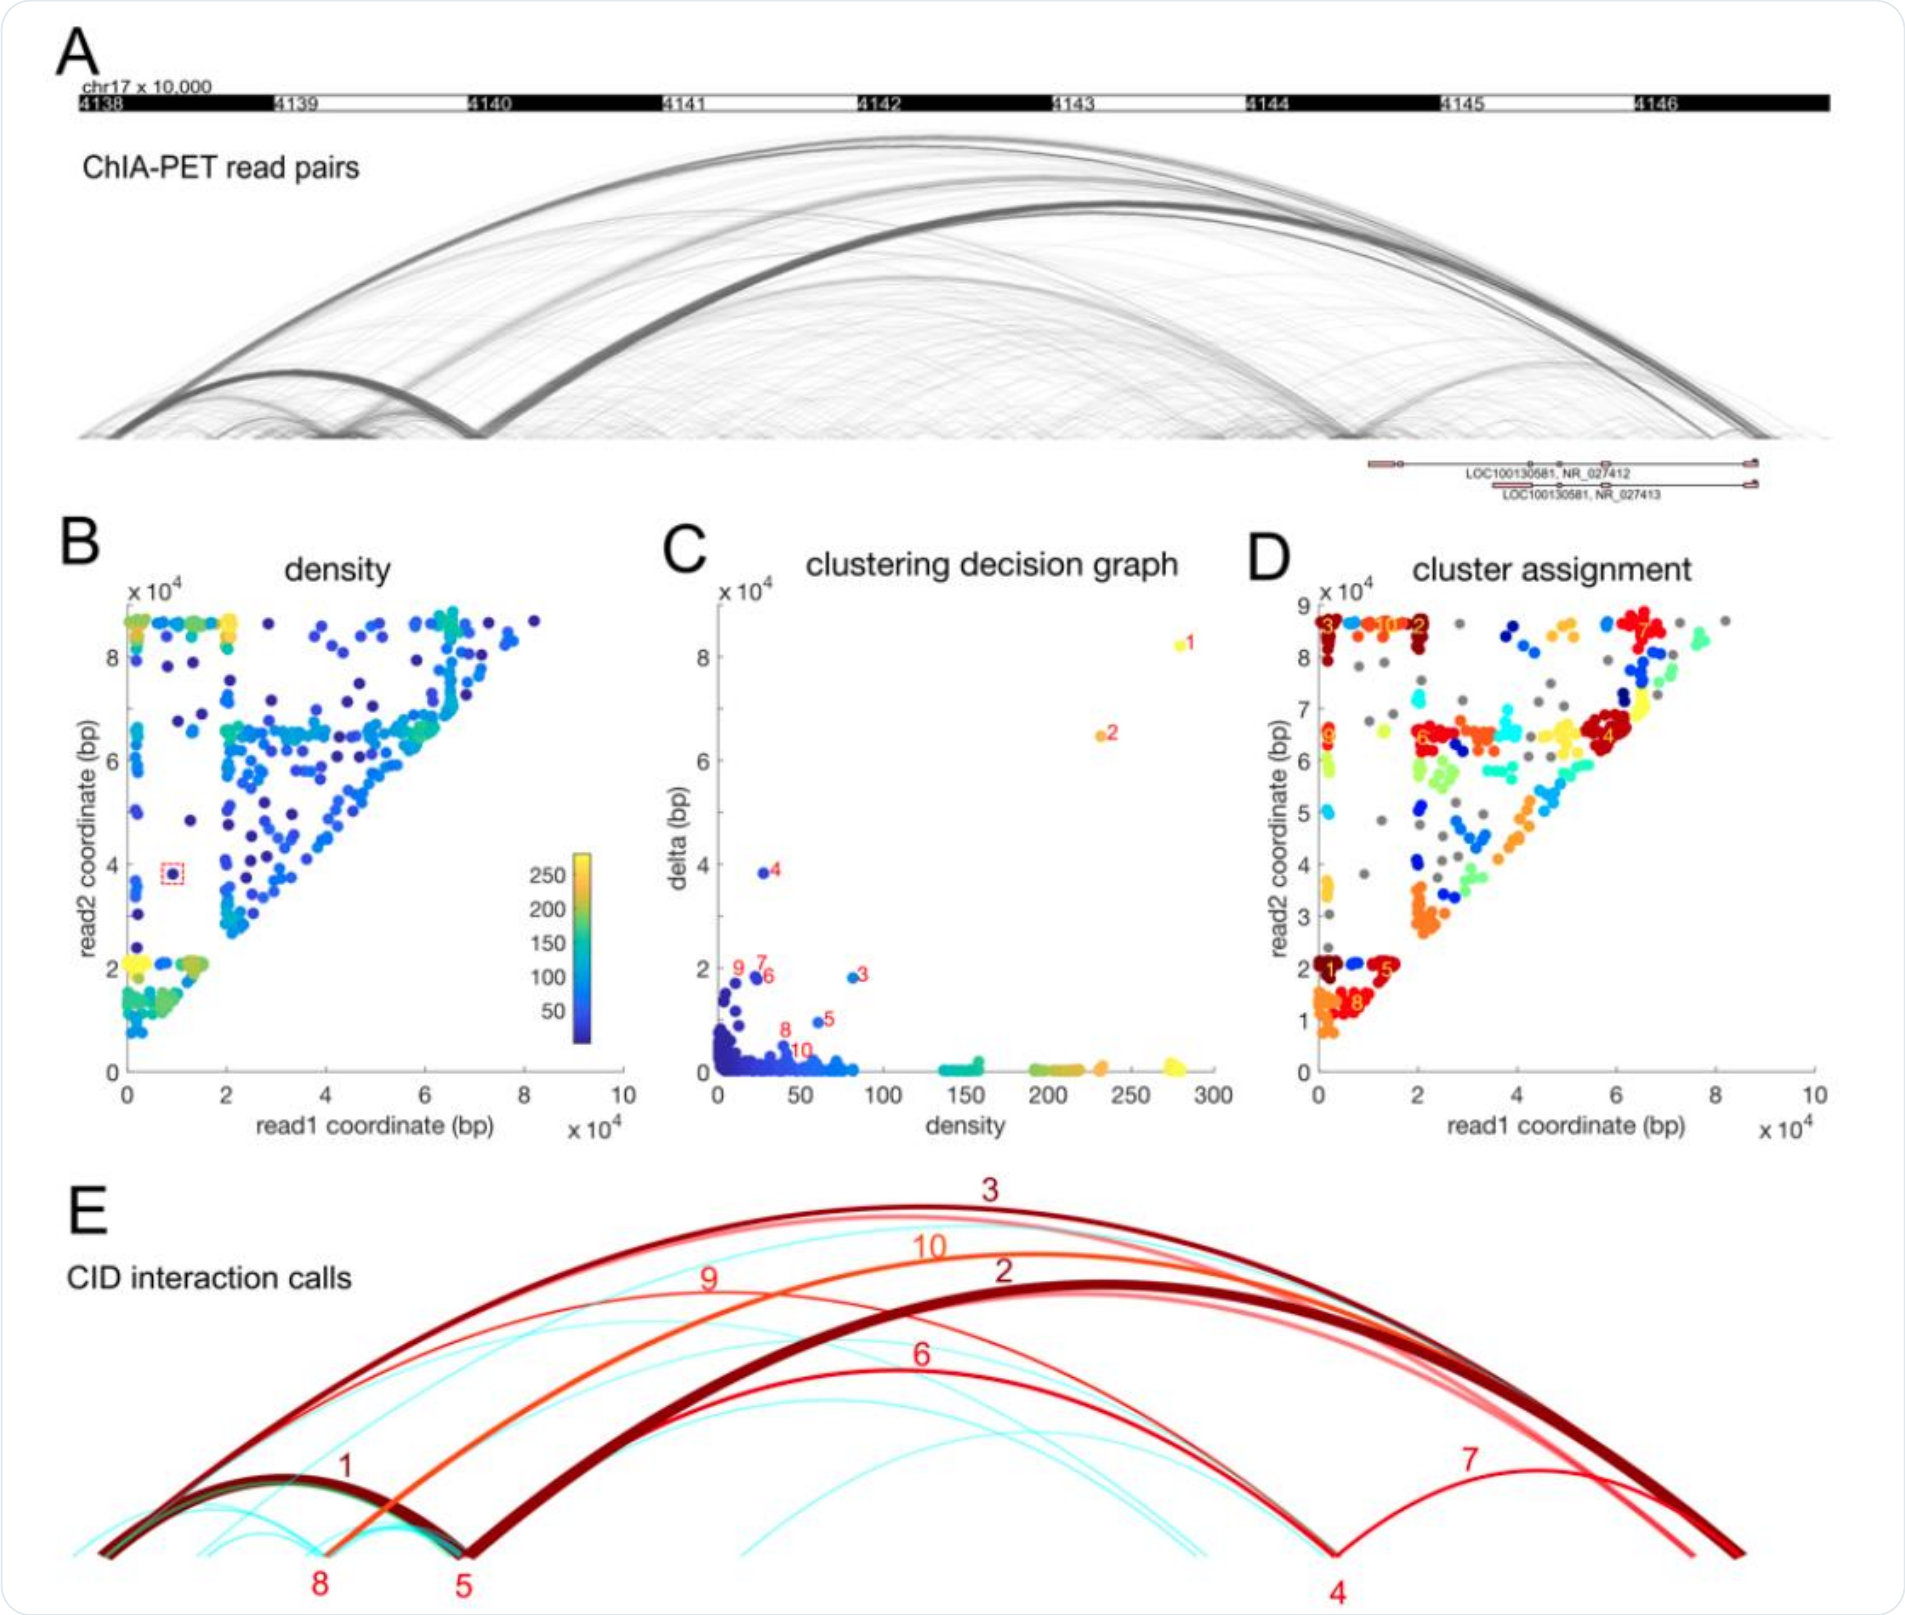 A
chr17 x 10,000
4138 4139 4140 4141 4142 4143 4144 4145 4146
ChIA-PET read pairs
LOC100130581, NR_027412
LOC100130581, NR_027413
B
density
x 10^4
8
6
4
2
0
0 2 4 6 8 10
read2 coordinate (bp)
read1 coordinate (bp)
x 10^4
250
200
150
100
50
C
clustering decision graph
x 10^4
8
6
4
2
0
0 50 100 150 200 250 300
delta (bp)
density
1
2
4
9 7
6
3
5
8
10
D
cluster assignment
x 10^4
9
8
7
6
5
4
3
2
1
0
0 2 4 6 8 10
read2 coordinate (bp)
read1 coordinate (bp)
x 10^4
3 10 2 7
9 6 4
1 5
8
E
CID interaction calls
3
10
9
2
6
1
7
8
5
4